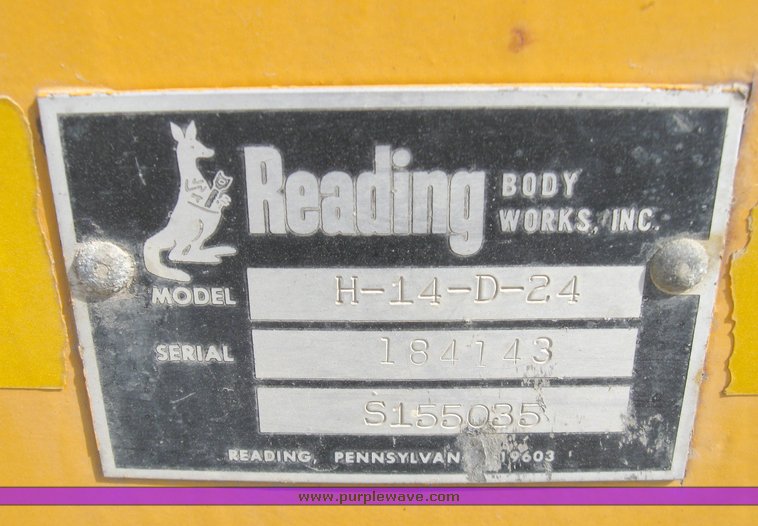 Reading BODY WORKS, INC.
MODEL H-14-D-24
SERIAL 184143
S155035
READING, PENNSYLVAN 19603
www.purplewave.com